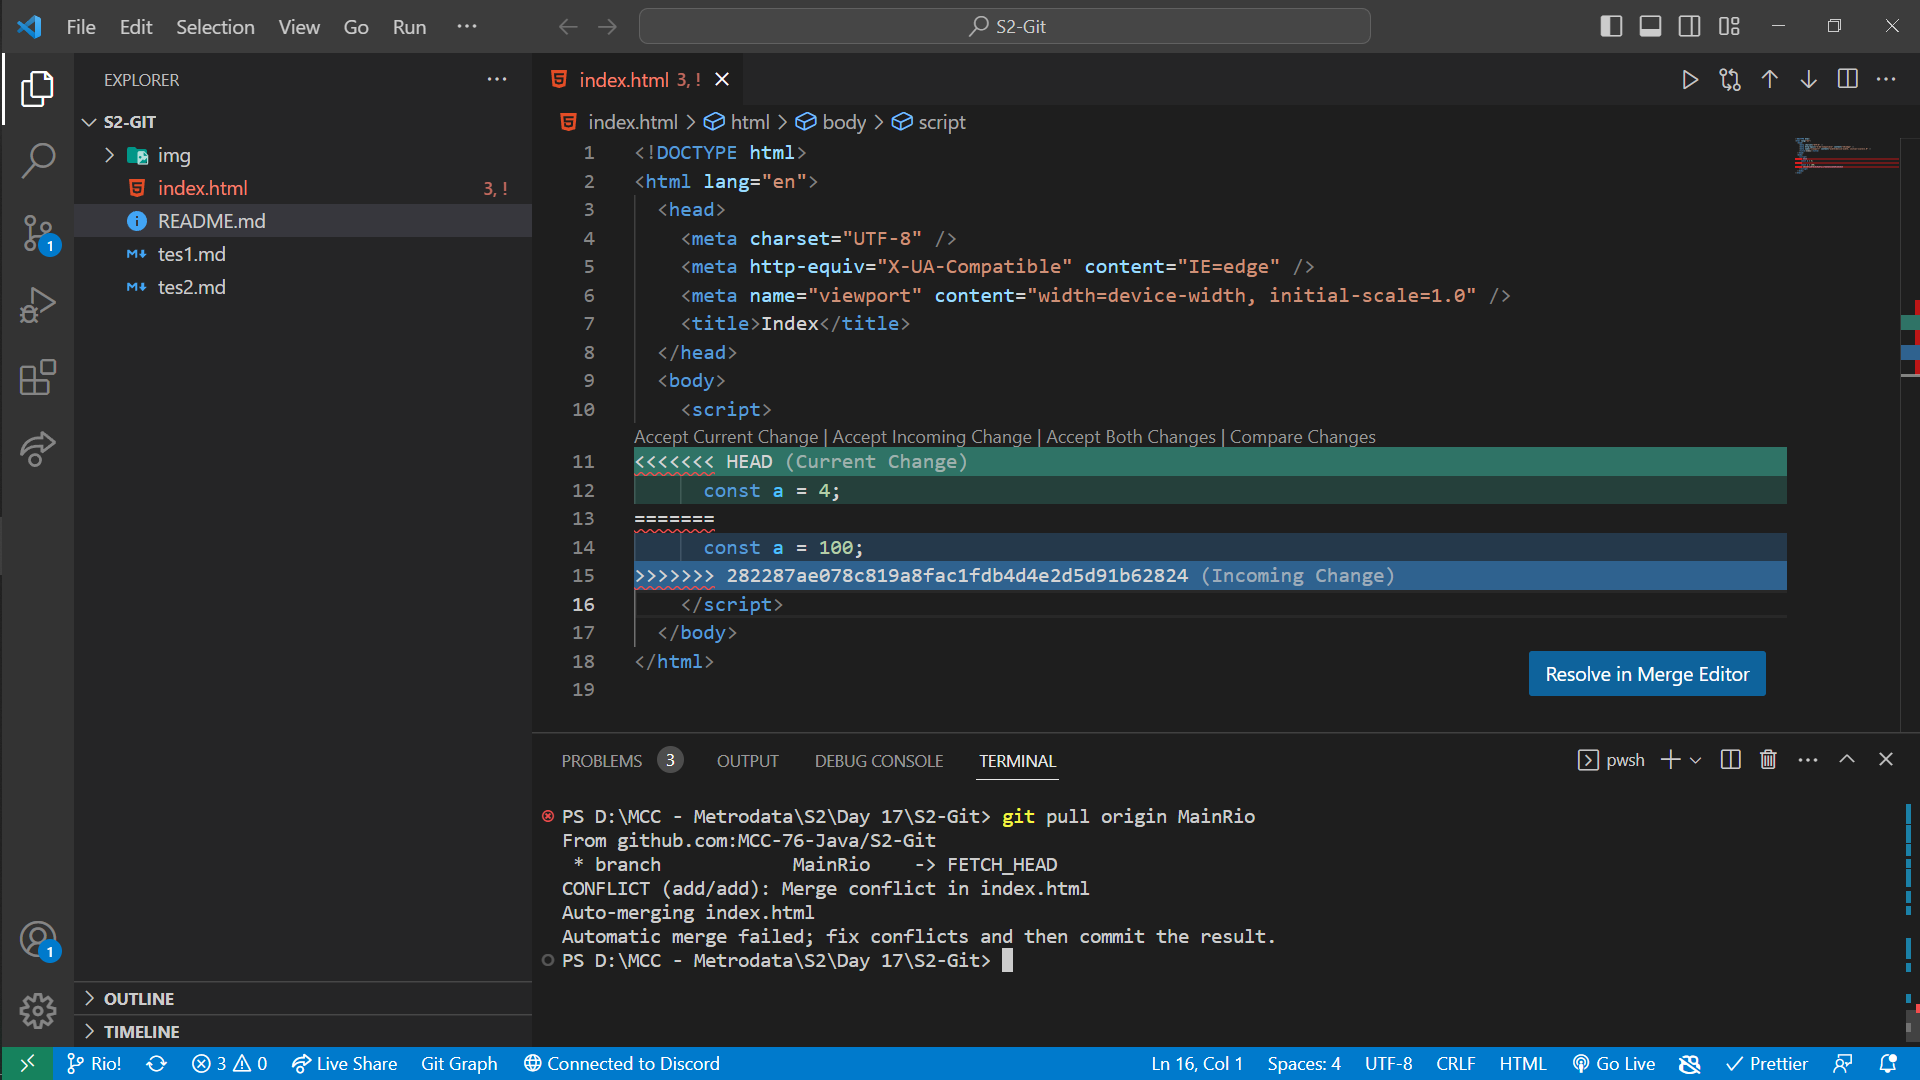 File Edit Selection View Go Run ···
S2-Git
EXPLORER
S2-GIT
img
index.html 3, !
README.md
tes1.md
tes2.md
OUTLINE
TIMELINE
1
1
index.html 3, !
index.html > html > body > script
1 <!DOCTYPE html>
2 <html lang="en">
3 <head>
4 <meta charset="UTF-8" />
5 <meta http-equiv="X-UA-Compatible" content="IE=edge" />
6 <meta name="viewport" content="width=device-width, initial-scale=1.0" />
7 <title>Index</title>
8 </head>
9 <body>
10 <script>
Accept Current Change | Accept Incoming Change | Accept Both Changes | Compare Changes
11 <<<<<<< HEAD (Current Change)
12 const a = 4;
13 =======
14 const a = 100;
15 >>>>>>> 282287ae078c819a8fac1fdb4d4e2d5d91b62824 (Incoming Change)
16 </script>
17 </body>
18 </html>
19
Resolve in Merge Editor
PROBLEMS 3 OUTPUT DEBUG CONSOLE TERMINAL
pwsh
PS D:\MCC - Metrodata\S2\Day 17\S2-Git> git pull origin MainRio
From github.com:MCC-76-Java/S2-Git
* branch MainRio -> FETCH_HEAD
CONFLICT (add/add): Merge conflict in index.html
Auto-merging index.html
Automatic merge failed; fix conflicts and then commit the result.
PS D:\MCC - Metrodata\S2\Day 17\S2-Git>
Rio! 3 0 Live Share Git Graph Connected to Discord Ln 16, Col 1 Spaces: 4 UTF-8 CRLF HTML Go Live Prettier